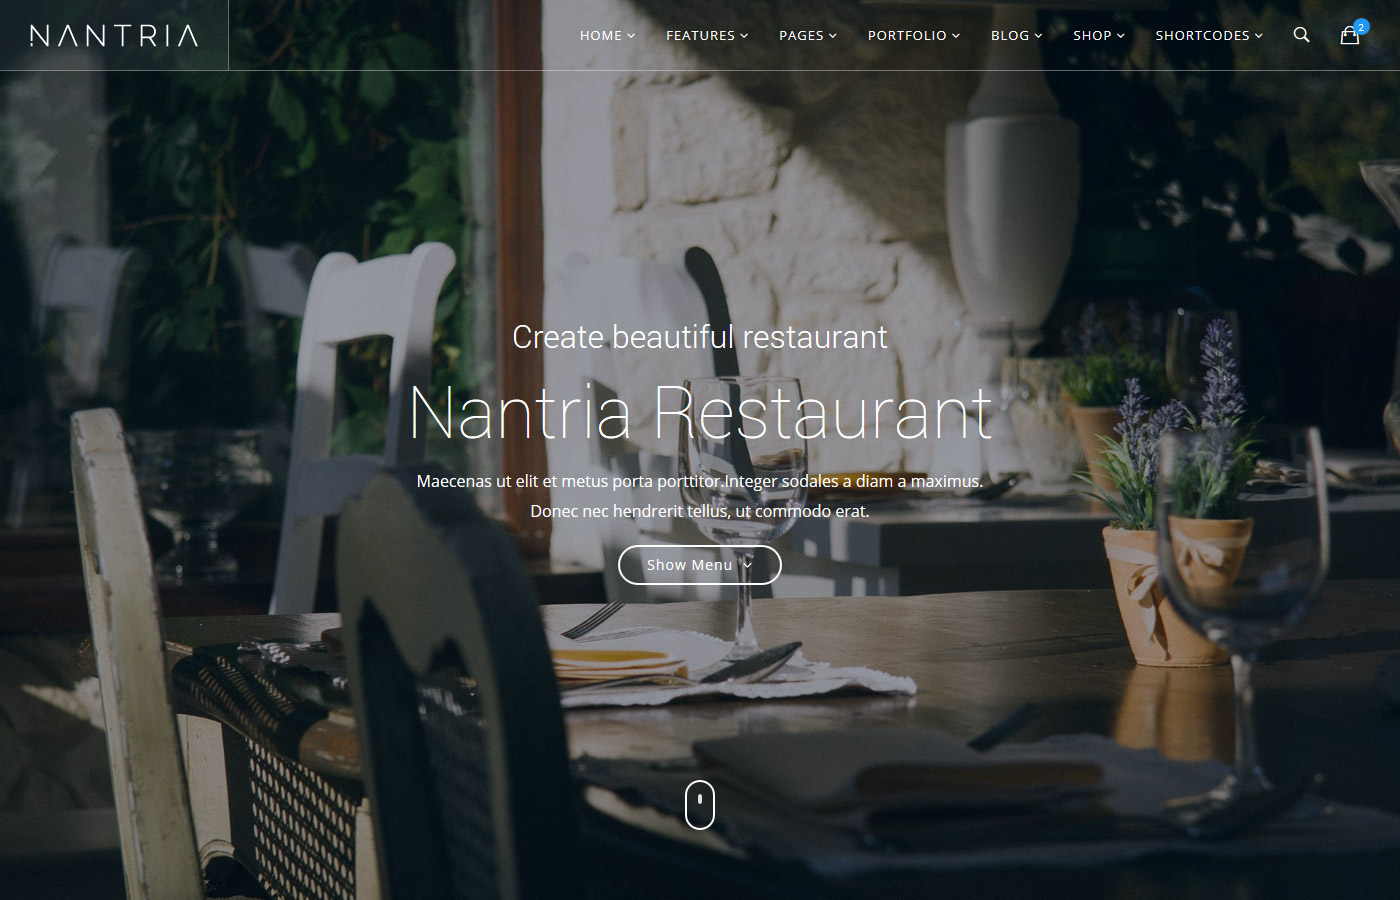 NANTRIA
HOME FEATURES PAGES PORTFOLIO BLOG SHOP SHORTCODES 2
Create beautiful restaurant
Nantria Restaurant
Maecenas ut elit et metus porta porttitor.Integer sodales a diam a maximus.
Donec nec hendrerit tellus, ut commodo erat.
Show Menu